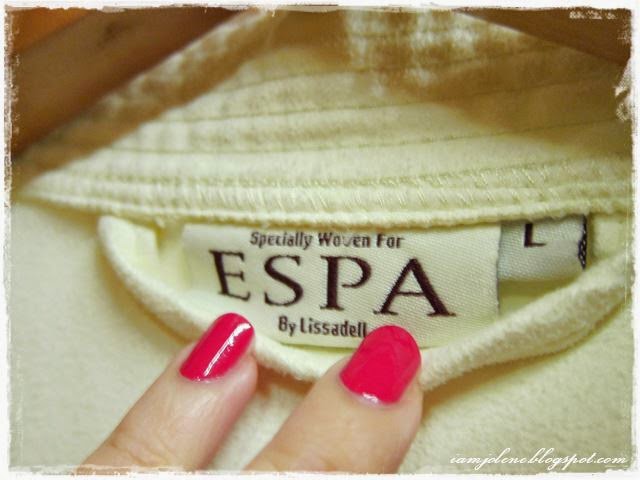 Specially Woven For
L
ESPA
By Lissadell
iamjolene.blogspot.com